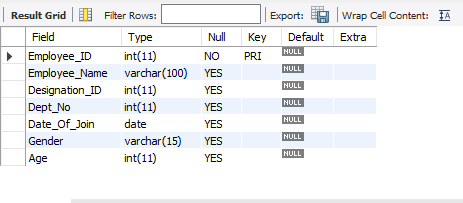 Result Grid Filter Rows: Export: Wrap Cell Content:
Field Type Null Key Default Extra
Employee_ID int(11) NO PRI NULL
Employee_Name varchar(100) YES NULL
Designation_ID int(11) YES NULL
Dept_No int(11) YES NULL
Date_Of_Join date YES NULL
Gender varchar(15) YES NULL
Age int(11) YES NULL